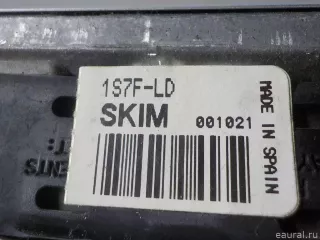 1S7F-LD
SKIM 001021
MADE IN SPAIN
© eaural.ru